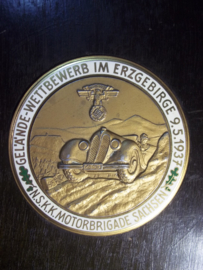 GELÄNDE-WETTBEWERB IM ERZGEBIRGE 9.5.1937.
N.S.K.K. MOTORBRIGADE SACHSEN